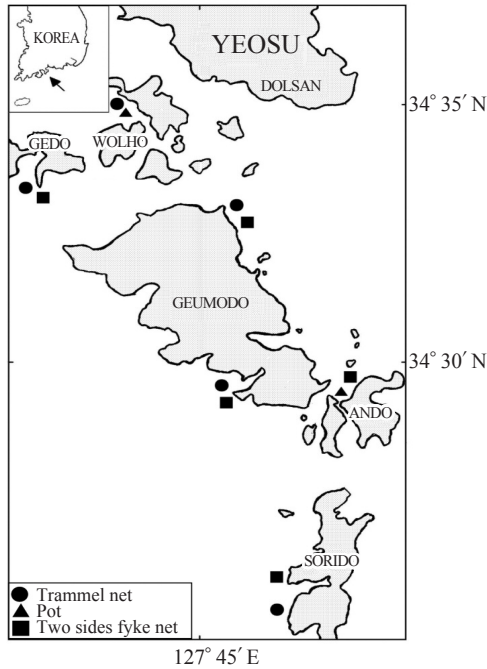 KOREA
YEOSU
DOLSAN
34° 35′ N
GEDO
WOLHO
GEUMODO
34° 30′ N
ANDO
SORIDO
Trammel net
Pot
Two sides fyke net
127° 45′ E